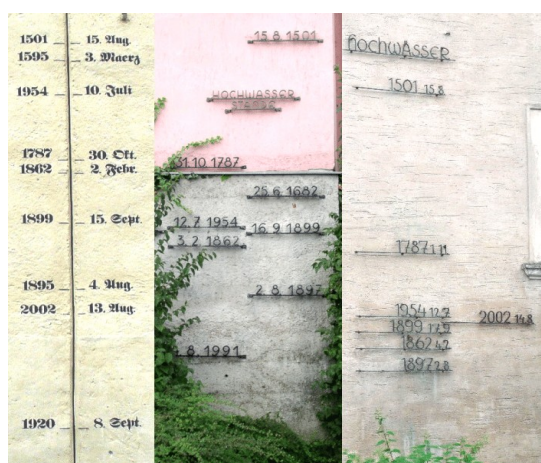 1501 15. Aug.
1595 3. Maerz
1954 10. Juli
1787 30. Okt.
1862 2. Febr.
1899 15. Sept.
1895 4. Aug.
2002 13. Aug.
1920 8. Sept.
15 8 1501
HOCHWASSER
STAENDE
31. 10. 1787
25. 6. 1682
12. 7. 1954
16. 9. 1899
3. 2. 1862
2. 8. 1897
. 8. 1991
HOCHWASSER
1501 15.8
1787 1.11
1954 12.7
2002 14.8
1899 17.9
1862 4.2
1897 2.8